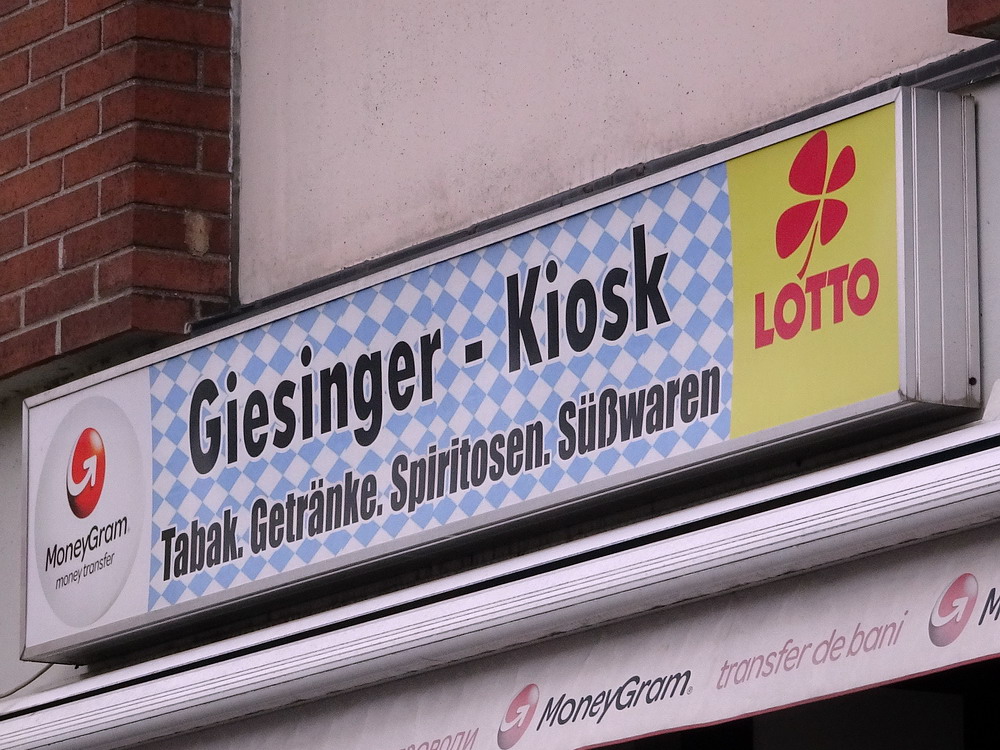 Giesinger - Kiosk
Tabak. Getränke. Spiritosen. Süßwaren
LOTTO
MoneyGram
money transfer
MoneyGram®
transfer de bani